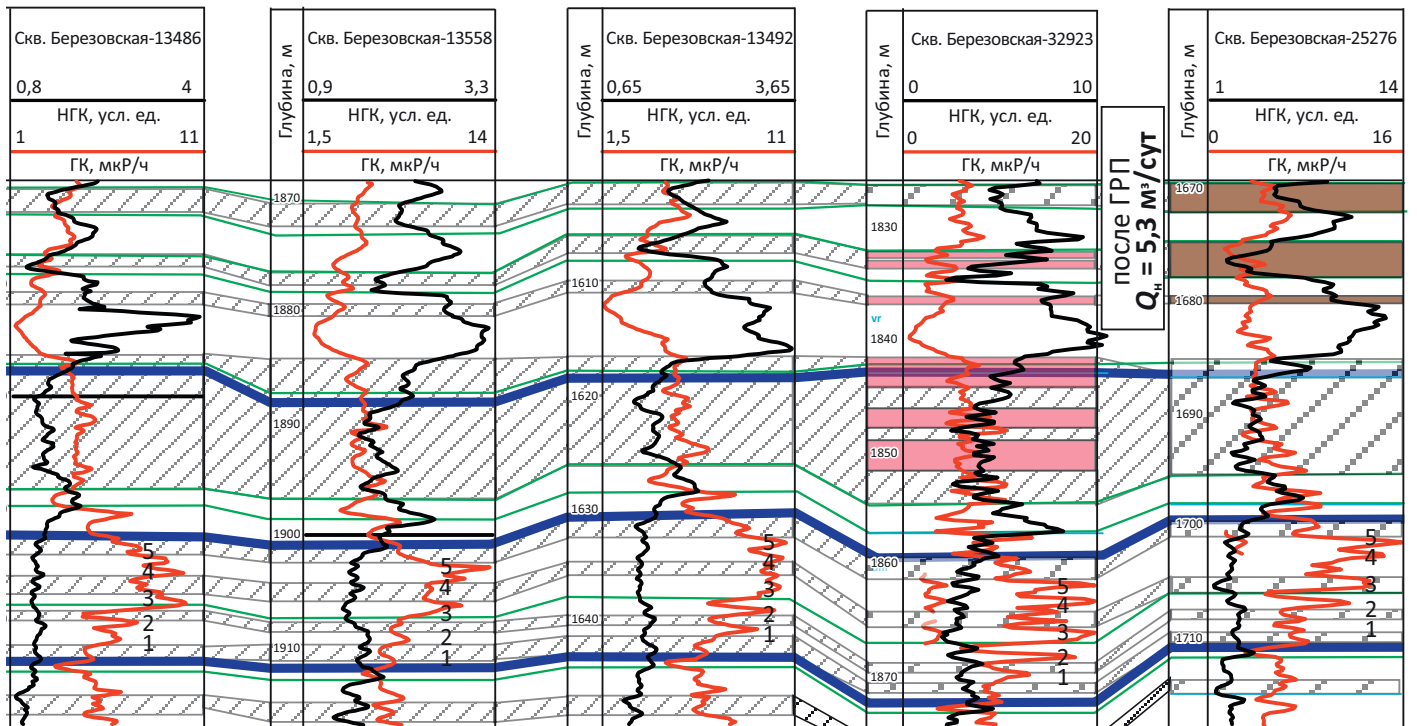 Скв. Березовская-13486
0,8 4
НГК, усл. ед.
1 11
ГК, мкР/ч
5
4
3
2
1
Глубина, м
Скв. Березовская-13558
0,9 3,3
НГК, усл. ед.
1,5 14
ГК, мкР/ч
1870
1880
1890
1900
1910
5
4
3
2
1
Глубина, м
Скв. Березовская-13492
0,65 3,65
НГК, усл. ед.
1,5 11
ГК, мкР/ч
1610
1620
1630
1640
5
4
3
2
1
Глубина, м
Скв. Березовская-32923
0 10
НГК, усл. ед.
0 20
ГК, мкР/ч
1830
vr
1840
1850
1860
1870
5
4
3
2
1
после ГРП
Qн = 5,3 м³/сут
Глубина, м
Скв. Березовская-25276
1 14
НГК, усл. ед.
0 16
ГК, мкР/ч
1670
1680
1690
1700
1710
5
4
3
2
1